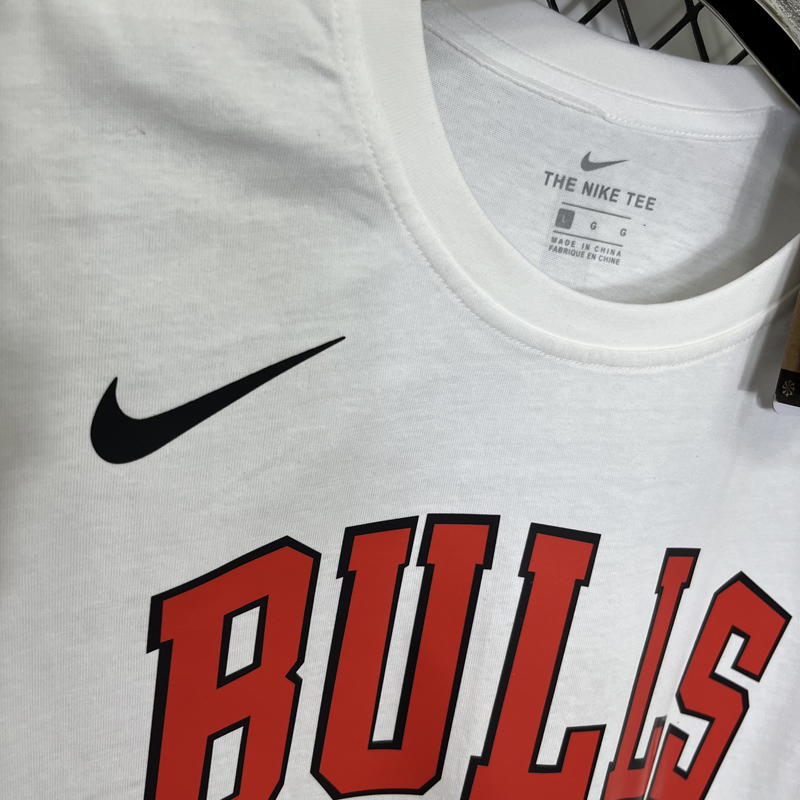 THE NIKE TEE
L G G
MADE IN CHINA
FABRIQUE EN CHINE
BULLS